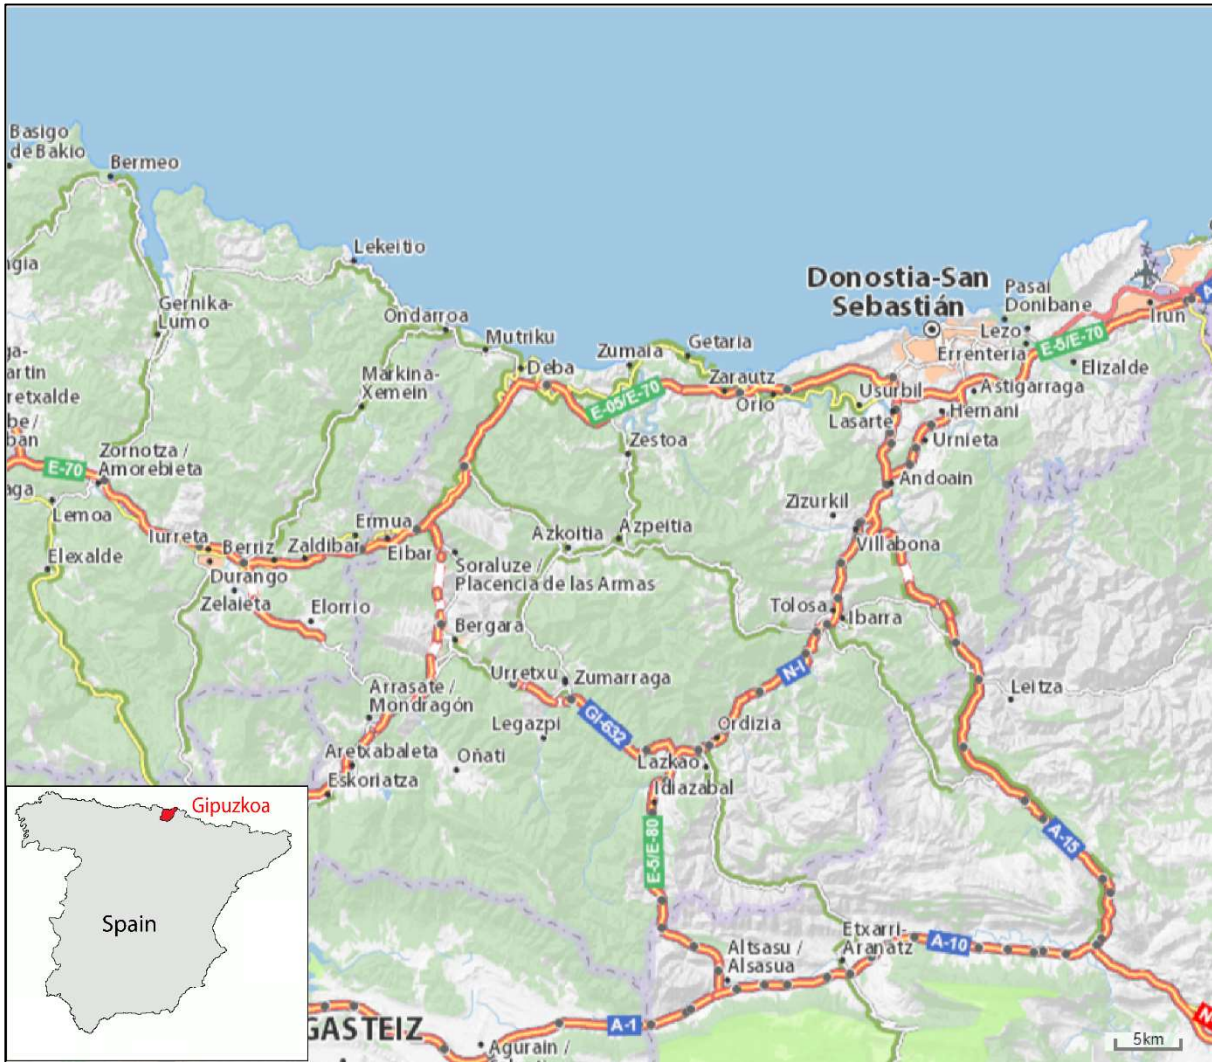 Basigo
de Bakio
Bermeo
Lekeitio
Gernika-
Lumo
Ondarroa
Mutriku
Deba
Zumaia
Getaria
Donostia-San
Sebastián
Pasai
Donibane
Lezo
Irun
Errenteria
E-5/E-70
Elizalde
Markina-
Xemein
Zarautz
Orio
E-05/E-70
Usurbil
Astigarraga
Lasarte
Hernani
Urnieta
Zestoa
Zornotza /
Amorebieta
E-70
Andoain
Lemoa
Zizurkil
Ermua
Azkoitia
Azpeitia
Iurreta
Berriz
Zaldibar
Eibar
Villabona
Elexalde
Durango
Soraluze /
Placencia de las Armas
Zelaieta
Elorrio
Tolosa
Ibarra
Bergara
Urretxu
Zumarraga
N-I
Leitza
Arrasate /
Mondragón
Legazpi
GI-632
Ordizia
Aretxabaleta
Oñati
Lazkao
Eskoriatza
Idiazabal
Gipuzkoa
E-5/E-80
A-15
Spain
Etxarri-
Aranatz
A-10
Altsasu /
Alsasua
GASTEIZ
A-1
Agurain /
5km